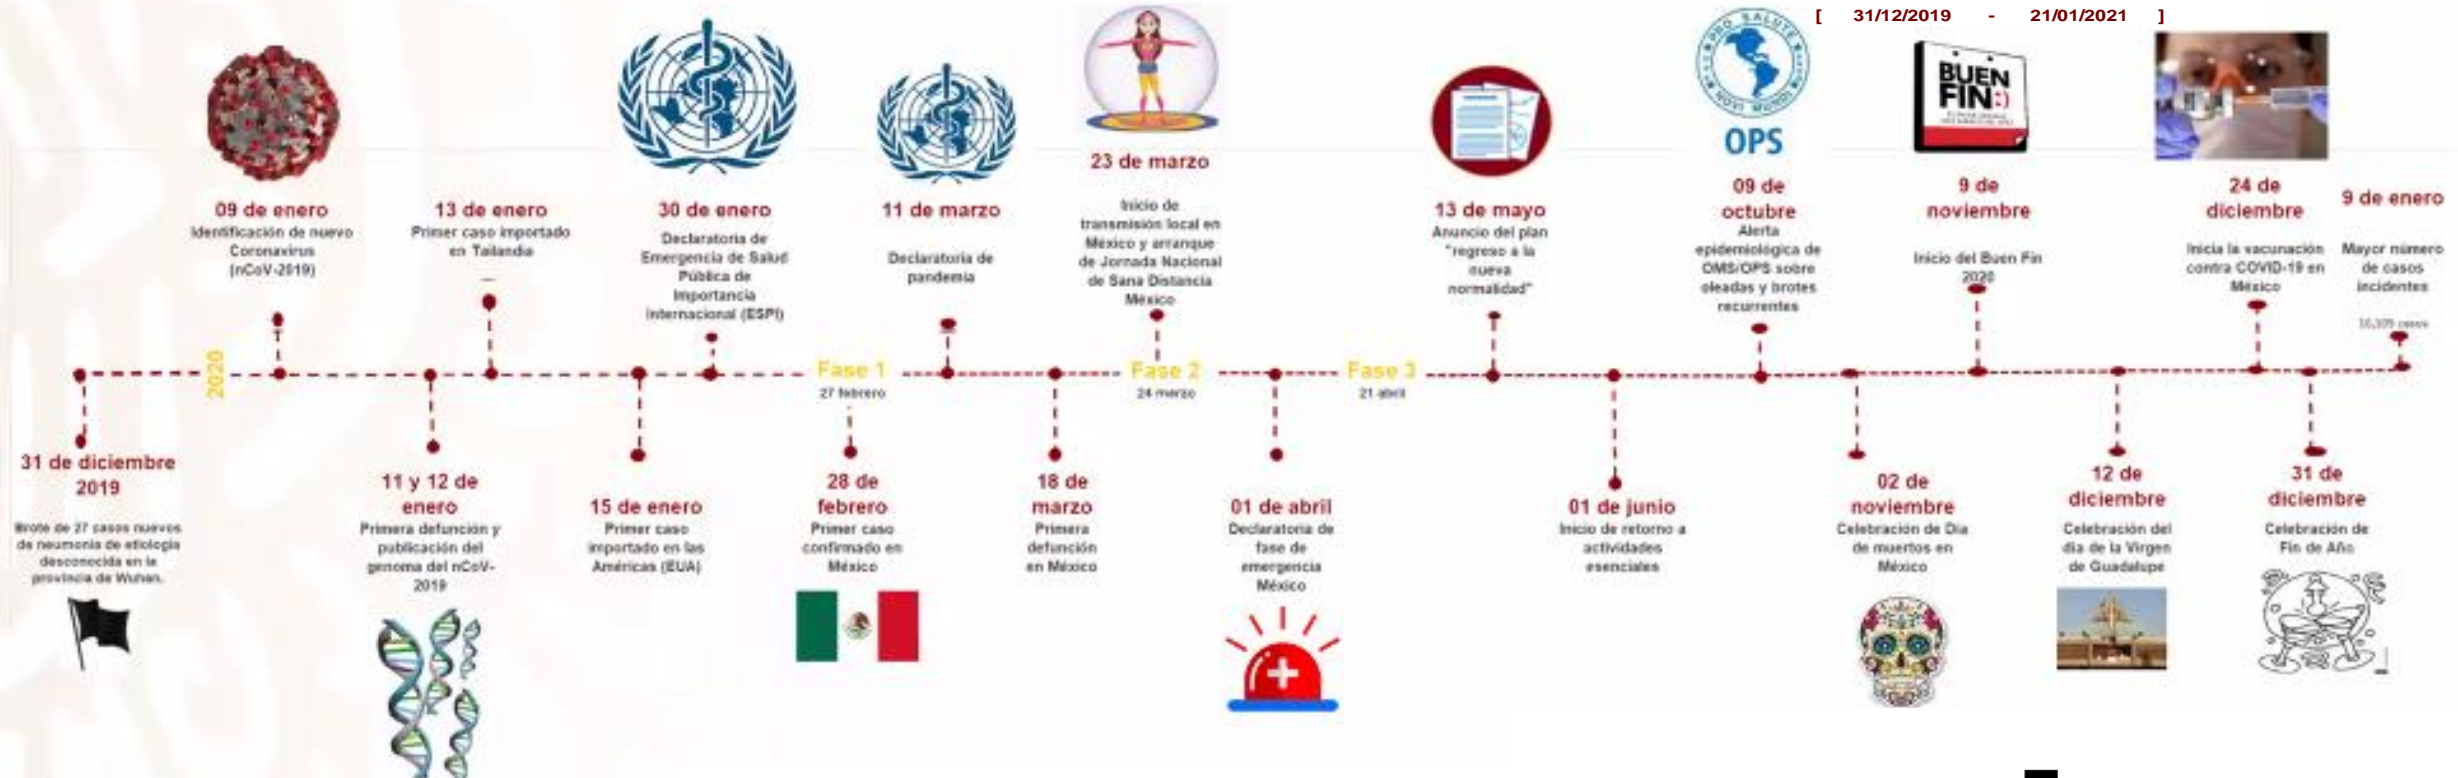 [ 31/12/2019 - 21/01/2021 ]
PRO SALUTE
NOVI MUNDI
OPS
BUEN
FIN:)
09 de enero
Identificación de nuevo
Coronavirus
(nCoV-2019)
13 de enero
Primer caso importado
en Tailandia
30 de enero
Declaratoria de
Emergencia de Salud
Pública de
Importancia
Internacional (ESPI)
11 de marzo
Declaratoria de
pandemia
23 de marzo
Inicio de
transmisión local en
México y arranque
de Jornada Nacional
de Sana Distancia
México
13 de mayo
Anuncio del plan
"regreso a la
nueva
normalidad"
09 de
octubre
Alerta
epidemiológica de
OMS/OPS sobre
oleadas y brotes
recurrentes
9 de
noviembre
Inicio del Buen Fin
2020
24 de
diciembre
Inicia la vacunación
contra COVID-19 en
México
9 de enero
Mayor número
de casos
incidentes
casos
2020
Fase 1
27 febrero
Fase 2
24 marzo
Fase 3
21 abril
31 de diciembre
2019
Brote de 27 casos nuevos
de neumonía de etiología
desconocida en la
provincia de Wuhan.
11 y 12 de
enero
Primera defunción y
publicación del
genoma del nCoV-
2019
15 de enero
Primer caso
importado en las
Américas (EUA)
28 de
febrero
Primer caso
confirmado en
México
18 de
marzo
Primera
defunción
en México
01 de abril
Declaratoria de
fase de
emergencia
México
01 de junio
Inicio de retorno a
actividades
esenciales
02 de
noviembre
Celebración de Dia
de muertos en
México
12 de
diciembre
Celebración del
dia de la Virgen
de Guadalupe
31 de
diciembre
Celebración de
Fin de Año